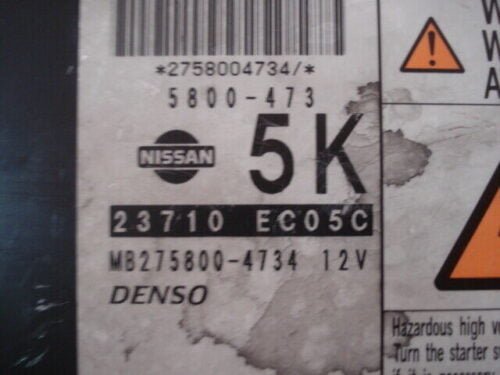 *2758004734/*
5800-473
NISSAN
5K
23710 EC05C
MB275800-4734 12V
DENSO
W
W
A
Hazardous high v
Turn the starter s